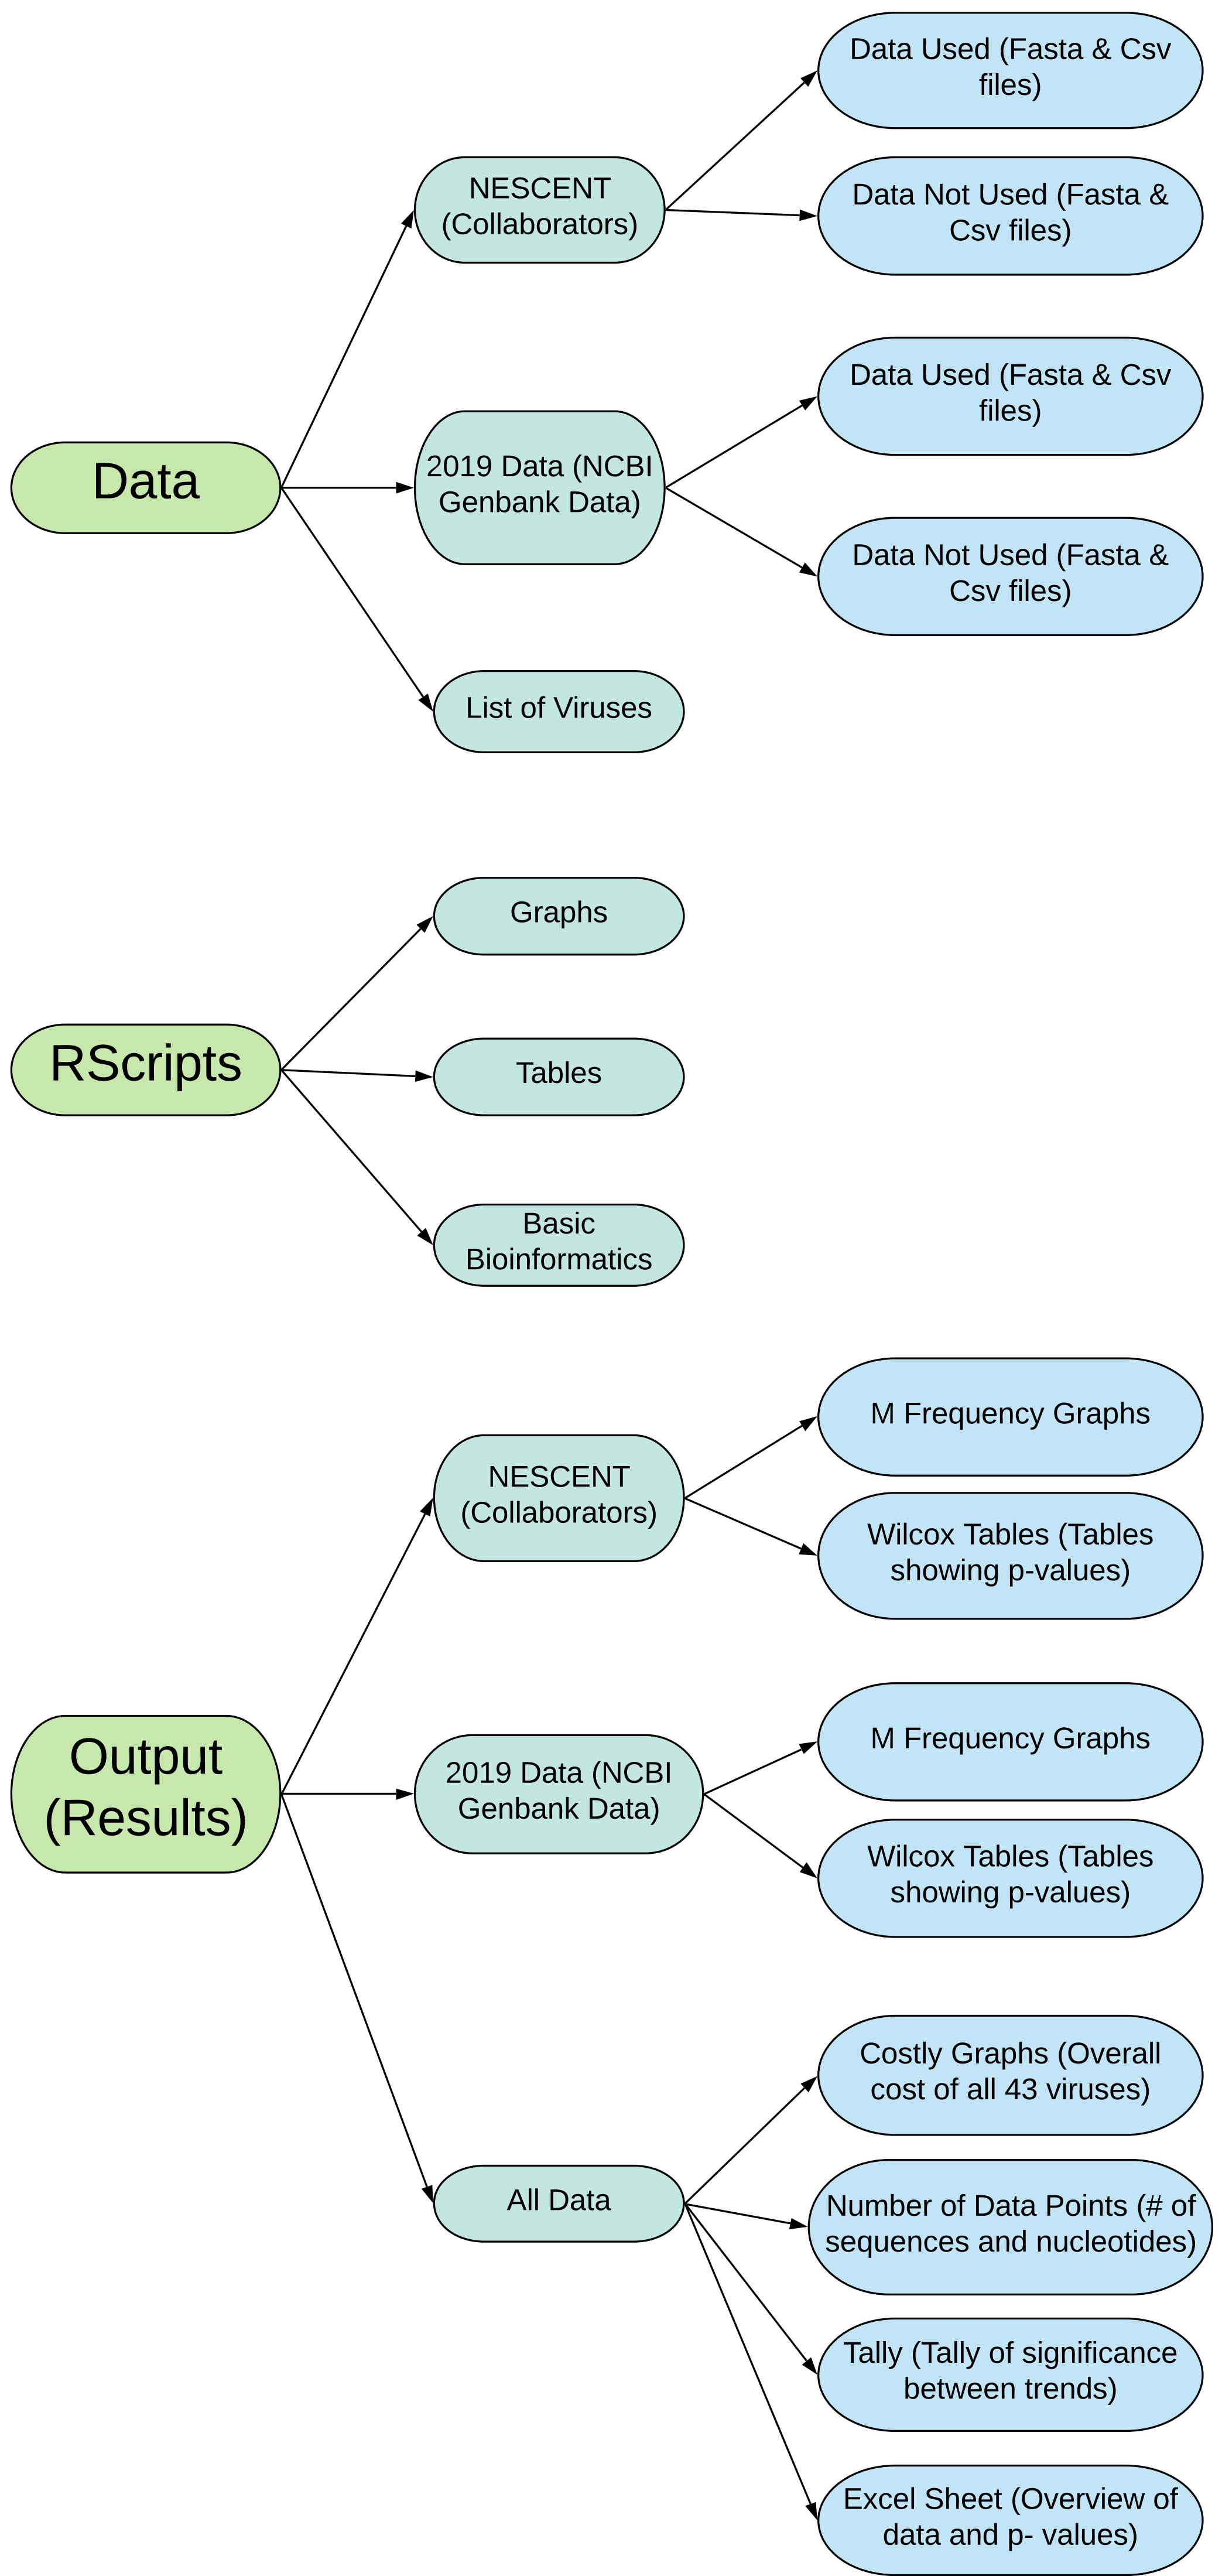 Data Used (Fasta & Csv
files)
NESCENT
(Collaborators)
Data Not Used (Fasta &
Csv files)
Data
2019 Data (NCBI
Genbank Data)
Data Used (Fasta & Csv
files)
Data Not Used (Fasta &
Csv files)
List of Viruses
RScripts
Graphs
Tables
Basic
Bioinformatics
Output
(Results)
NESCENT
(Collaborators)
M Frequency Graphs
Wilcox Tables (Tables
showing p-values)
2019 Data (NCBI
Genbank Data)
M Frequency Graphs
Wilcox Tables (Tables
showing p-values)
All Data
Costly Graphs (Overall
cost of all 43 viruses)
Number of Data Points (# of
sequences and nucleotides)
Tally (Tally of significance
between trends)
Excel Sheet (Overview of
data and p- values)